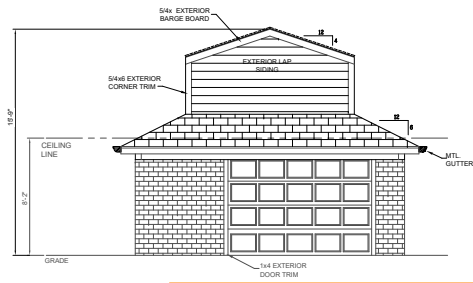 5/4x EXTERIOR
BARGE BOARD
12
4
EXTERIOR LAP
SIDING
5/4x6 EXTERIOR
CORNER TRIM
12
6
18'-9"
CEILING
LINE
MTL.
GUTTER
8'-2"
GRADE
1x4 EXTERIOR
DOOR TRIM